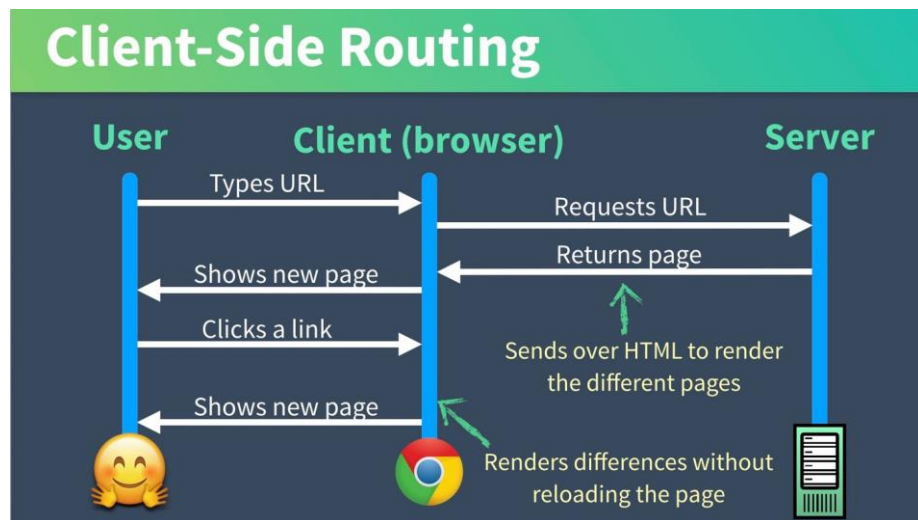 Client-Side Routing
User
Client (browser)
Server
Types URL
Requests URL
Returns page
Shows new page
Clicks a link
Sends over HTML to render
the different pages
Shows new page
Renders differences without
reloading the page